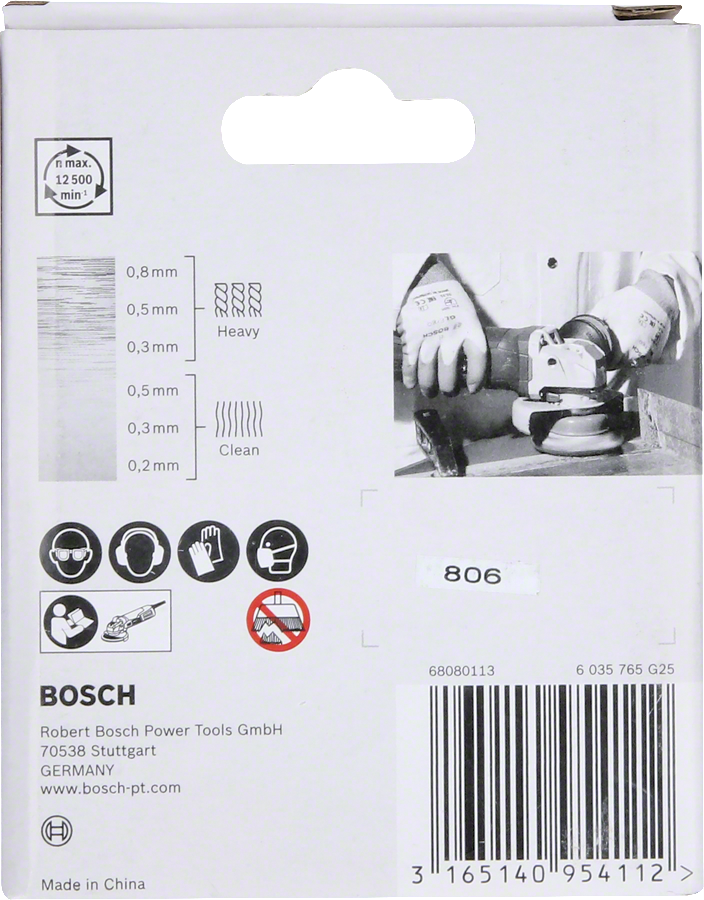 n max.
12 500
min⁻¹
0,8 mm
0,5 mm
0,3 mm
Heavy
0,5 mm
0,3 mm
0,2 mm
Clean
BOSCH
806
68080113
6 035 765 G25
BOSCH
Robert Bosch Power Tools GmbH
70538 Stuttgart
GERMANY
www.bosch-pt.com
3 165140 954112 >
Made in China